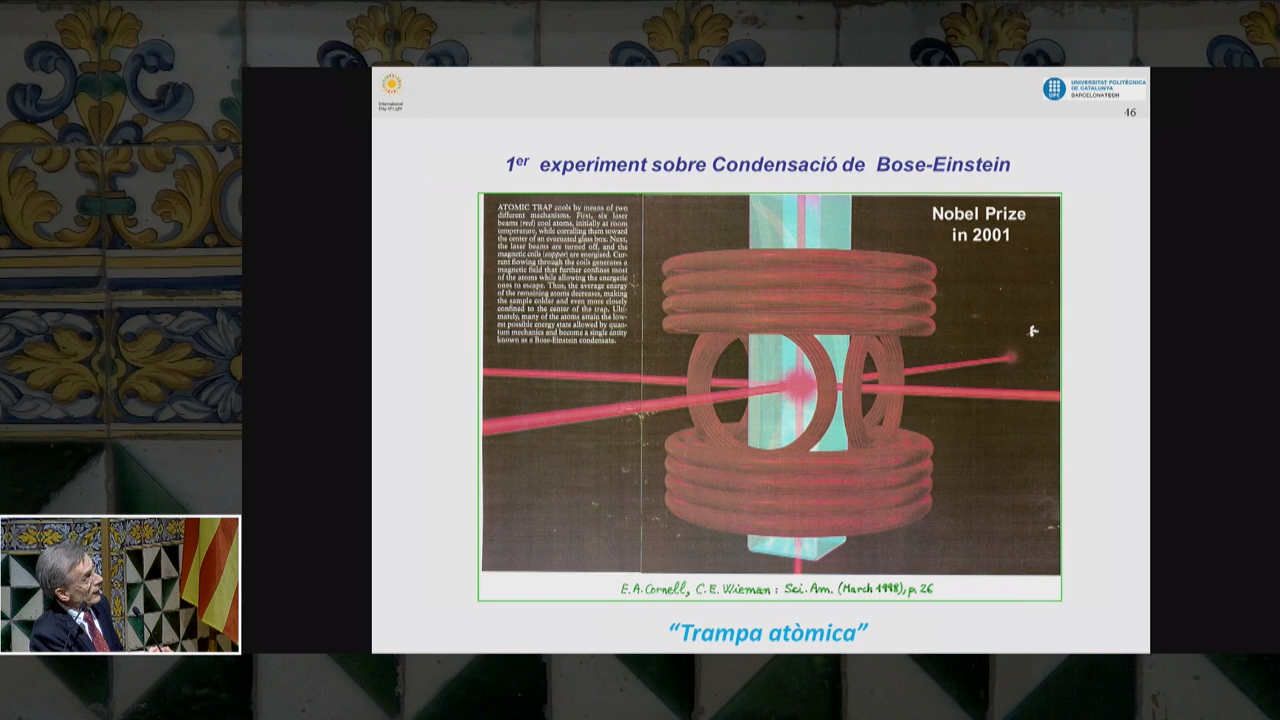 International
Day of Light
UNIVERSITAT POLITÈCNICA
DE CATALUNYA
BARCELONATECH
UPC
46
1er experiment sobre Condensació de Bose-Einstein
ATOMIC TRAP cools by means of two
different mechanisms. First, six laser
beams (red) cool atoms, initially at room
temperature, while corralling them toward
the center of an evacuated glass box. Next,
the laser beams are turned off, and the
magnetic coils (copper) are energized. Cur-
rent flowing through the coils generates a
magnetic field that further confines most
of the atoms while allowing the energetic
ones to escape. Thus, the average energy
of the remaining atoms decreases, making
the sample colder and even more closely
confined to the center of the trap. Ulti-
mately, many of the atoms attain the low-
est possible energy state allowed by quan-
tum mechanics and become a single entity
known as a Bose-Einstein condensate.
Nobel Prize
in 2001
E.A. Cornell, C.E. Wieman : Sci. Am. (March 1998), p. 26
“Trampa atòmica”